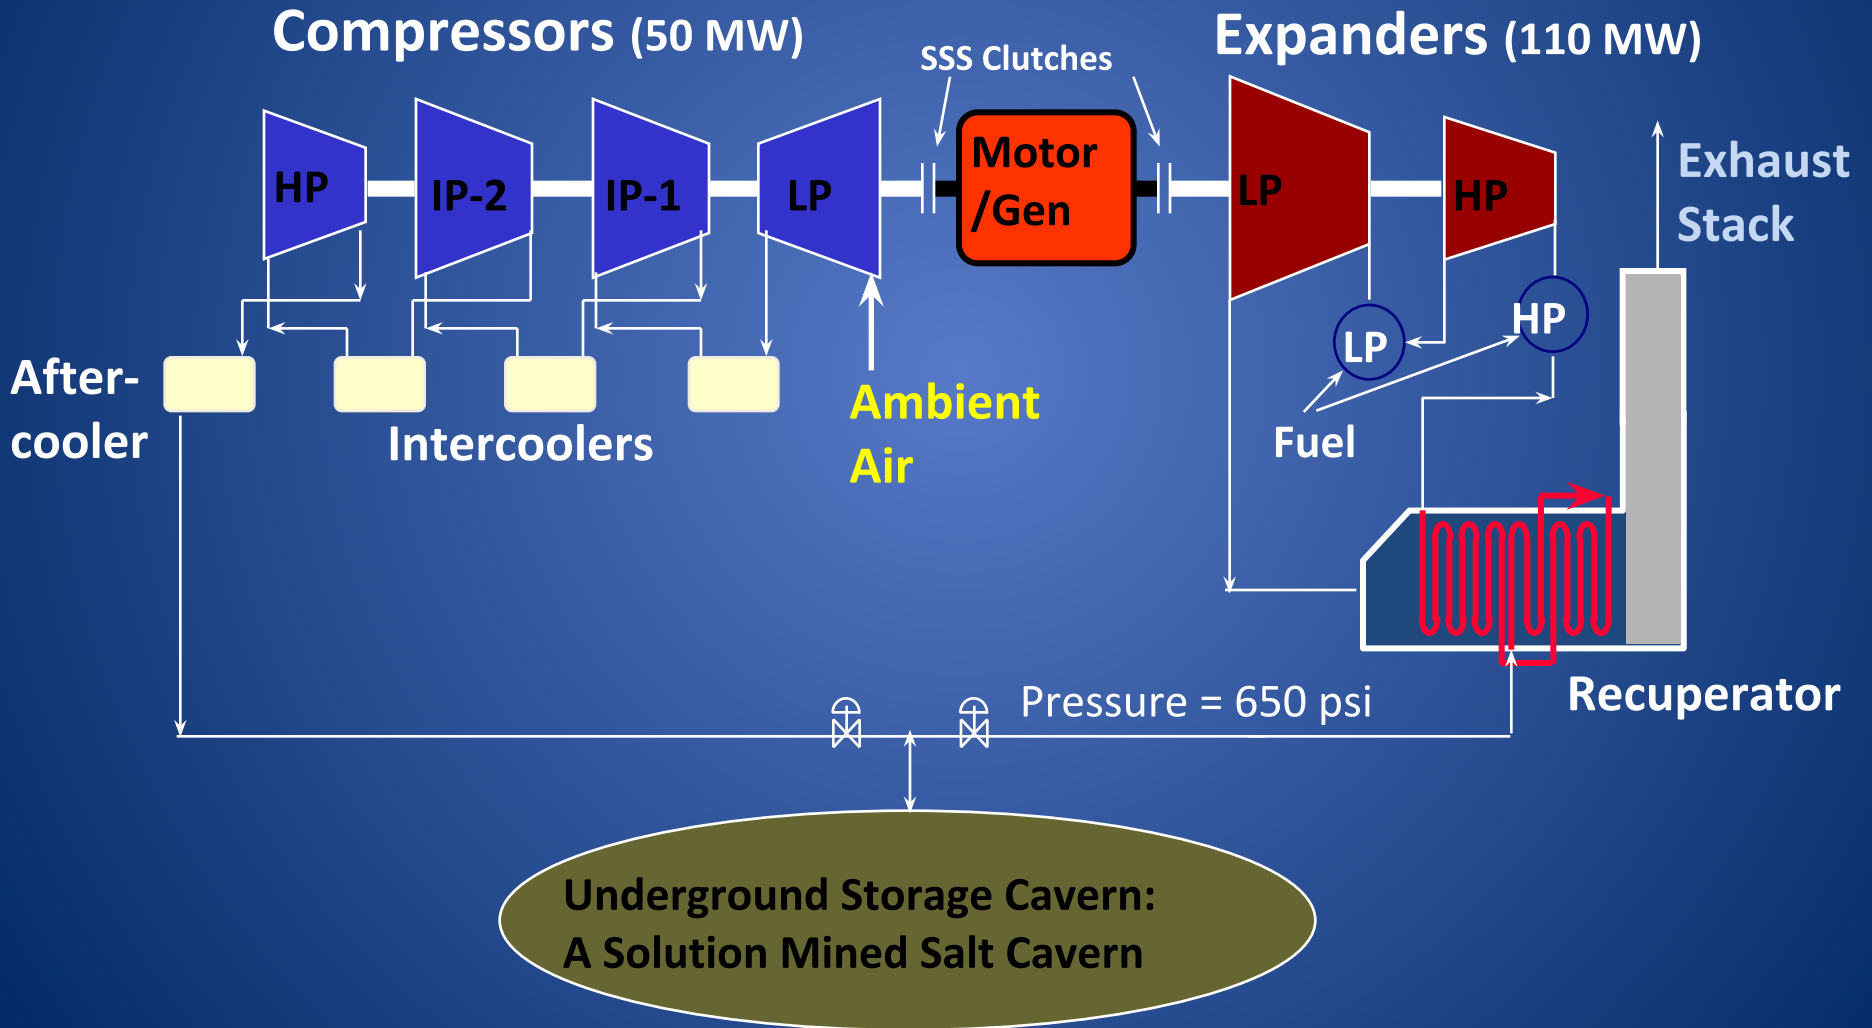 Compressors (50 MW)
SSS Clutches
Expanders (110 MW)
HP
IP-2
IP-1
LP
Motor
/Gen
LP
HP
Exhaust
Stack
HP
LP
After-
cooler
Intercoolers
Ambient
Air
Fuel
Recuperator
Pressure = 650 psi
Underground Storage Cavern:
A Solution Mined Salt Cavern